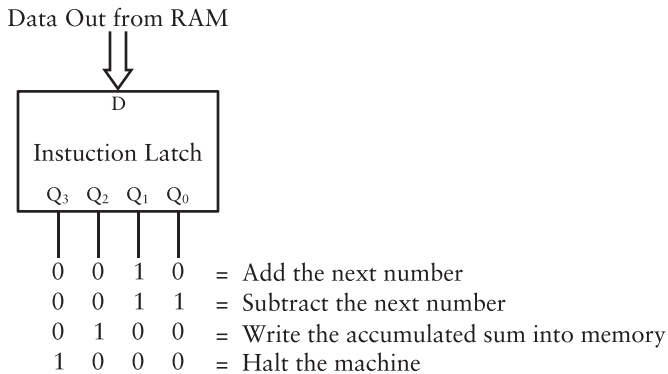 Data Out from RAM
D
Instuction Latch
Q₃ Q₂ Q₁ Q₀
0 0 1 0 = Add the next number
0 0 1 1 = Subtract the next number
0 1 0 0 = Write the accumulated sum into memory
1 0 0 0 = Halt the machine